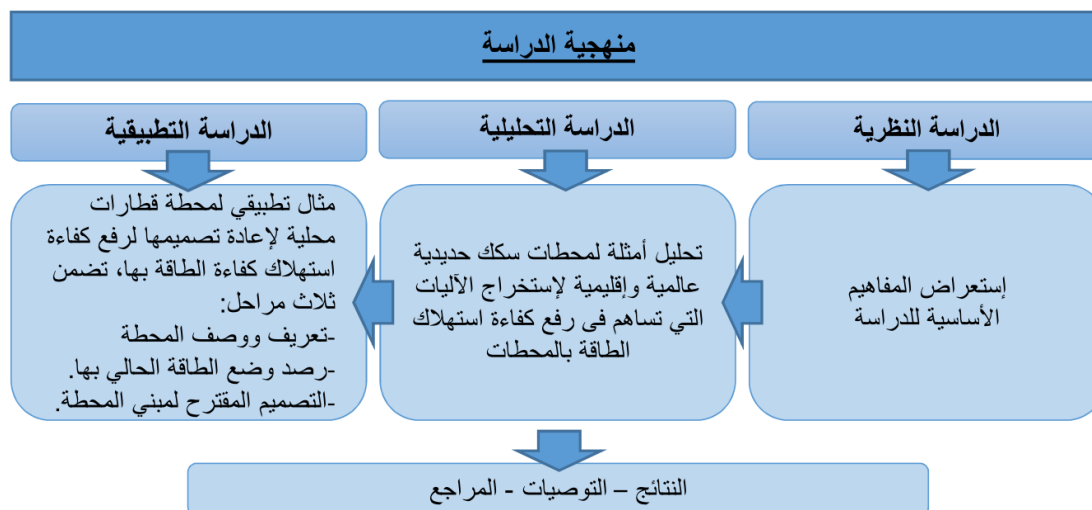 منهجية الدراسة
الدراسة النظرية
إستعراض المفاهيم
الأساسية للدراسة
الدراسة التحليلية
تحليل أمثلة لمحطات سكك حديدية
عالمية وإقليمية لإستخراج الآليات
التي تساهم فى رفع كفاءة استهلاك
الطاقة بالمحطات
الدراسة التطبيقية
مثال تطبيقي لمحطة قطارات
محلية لإعادة تصميمها لرفع كفاءة
استهلاك كفاءة الطاقة بها، تضمن
ثلاث مراحل:
-تعريف ووصف المحطة
-رصد وضع الطاقة الحالي بها.
-التصميم المقترح لمبني المحطة.
النتائج – التوصيات - المراجع